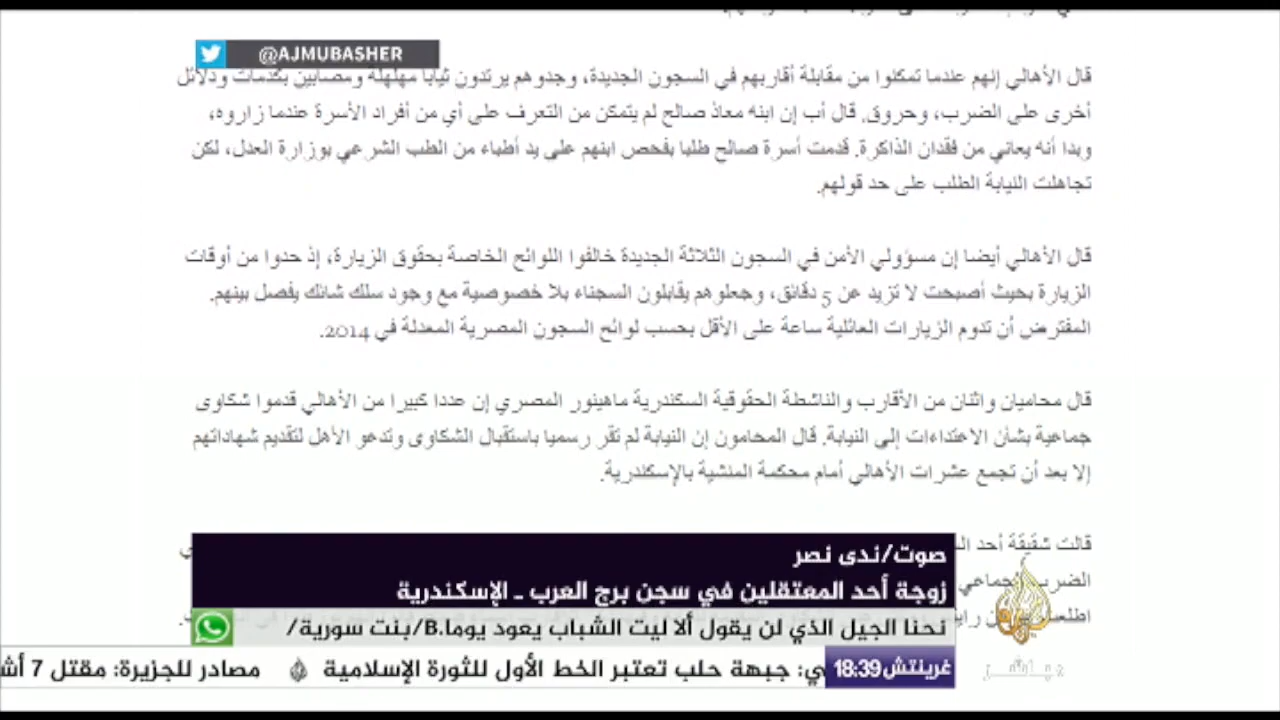 @AJMUBASHER
قال الأهالي إنهم عندما تمكلوا من مقابلة أقاربهم في السجون الجديدة، وجدوهم يرتدون ثيابا مهلهلة ومصابين بكدمات ودلائل
أخرى على الضرب، وحروق. قال أب إن ابنه معاذ صالح لم يتمكن من التعرف على أي من أفراد الأسرة عندما زاروه،
وبدا أنه يعاني من فقدان الذاكرة. قدمت أسرة صالح طلبا بفحص ابنهم على يد أطباء من الطب الشرعي بوزارة العدل، لكن
تجاهلت النيابة الطلب على حد قولهم.
قال الأهالي أيضا إن مسؤولي الأمن في السجون الثلاثة الجديدة خالفوا اللوائح الخاصة بحقوق الزيارة، إذ حدوا من أوقات
الزيارة بحيث أصبحت لا تزيد عن 5 دقائق، وجعلوهم يقابلون السجناء بلا خصوصية مع وجود سلك شائك يفصل بينهم.
المفترض أن تدوم الزيارات العائلية ساعة على الأقل بحسب لوائح السجون المصرية المعدلة في 2014.
قال محاميان واثنان من الأقارب والناشطة الحقوقية السكندرية ماهينور المصري إن عددا كبيرا من الأهالي قدموا شكاوى
جماعية بشأن الاعتداءات إلى النيابة. قال المحامون إن النيابة لم تقر رسميا باستقبال الشكاوى وتدعو الأهل لتقديم شهاداتهم
إلا بعد أن تجمع عشرات الأهالي أمام محكمة المنشية بالإسكندرية.
قالت شقيقة أحد
الضرب الجماعي
صوت/ندى نصر
زوجة أحد المعتقلين في سجن برج العرب ـ الإسكندرية
نحنا الجيل الذي لن يقول ألا ليت الشباب يعود يوما.B/بنت سورية/
غرينتش 18:39 ي: جبهة حلب تعتبر الخط الأول للثورة الإسلامية مصادر للجزيرة: مقتل 7
مباشر